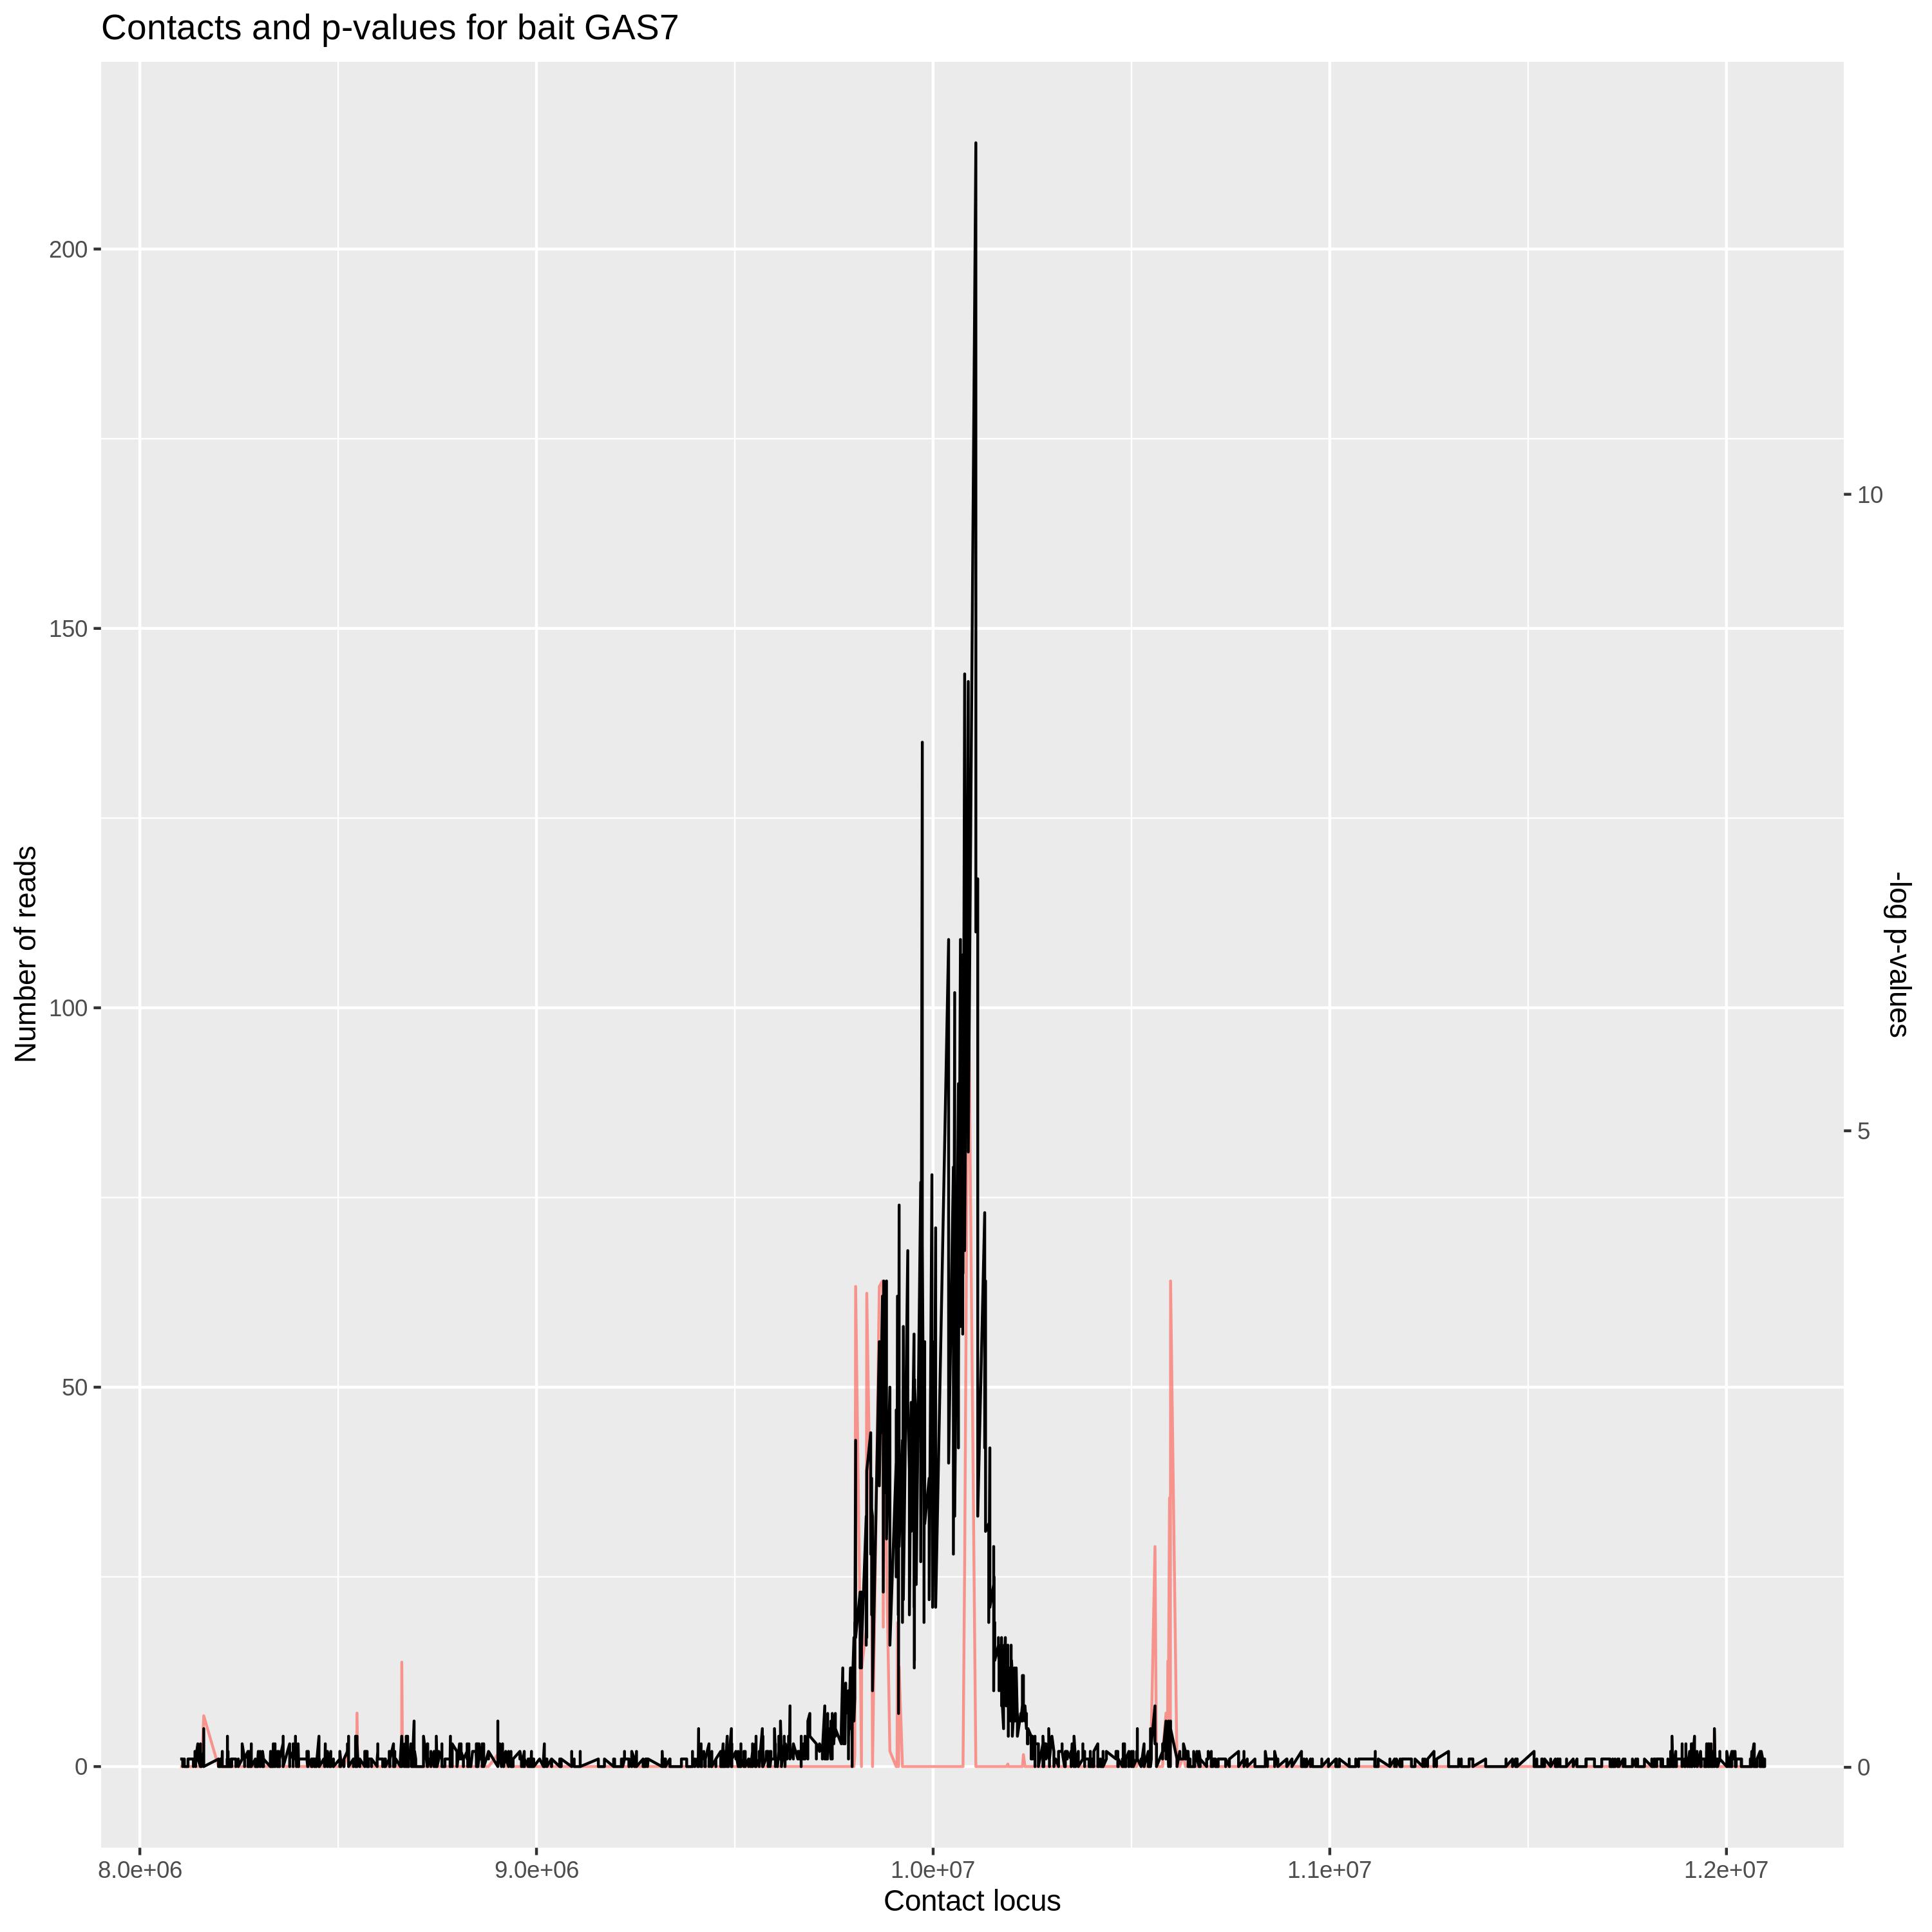 Contacts and p-values for bait GAS7
200
150
100
50
0
10
5
0
Number of reads
-log p-values
8.0e+06
9.0e+06
1.0e+07
1.1e+07
1.2e+07
Contact locus